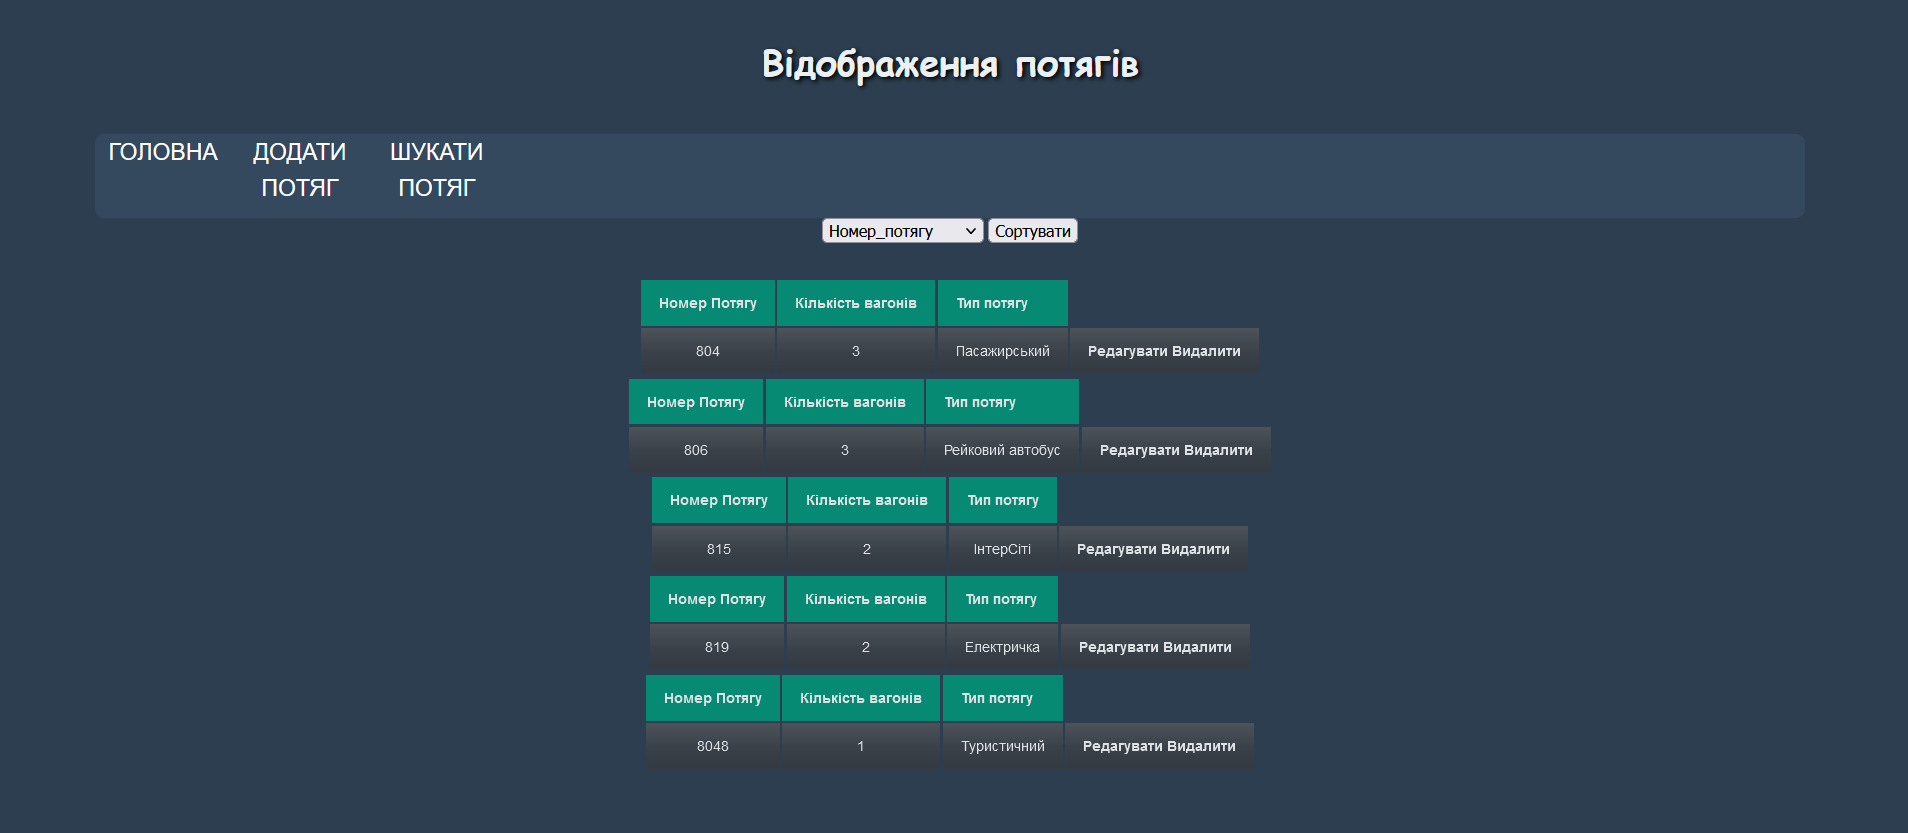 Відображення потягів
ГОЛОВНА ДОДАТИ ПОТЯГ ШУКАТИ ПОТЯГ
Номер_потягу Сортувати
Номер Потягу Кількість вагонів Тип потягу
804 3 Пасажирський Редагувати Видалити
Номер Потягу Кількість вагонів Тип потягу
806 3 Рейковий автобус Редагувати Видалити
Номер Потягу Кількість вагонів Тип потягу
815 2 ІнтерСіті Редагувати Видалити
Номер Потягу Кількість вагонів Тип потягу
819 2 Електричка Редагувати Видалити
Номер Потягу Кількість вагонів Тип потягу
8048 1 Туристичний Редагувати Видалити